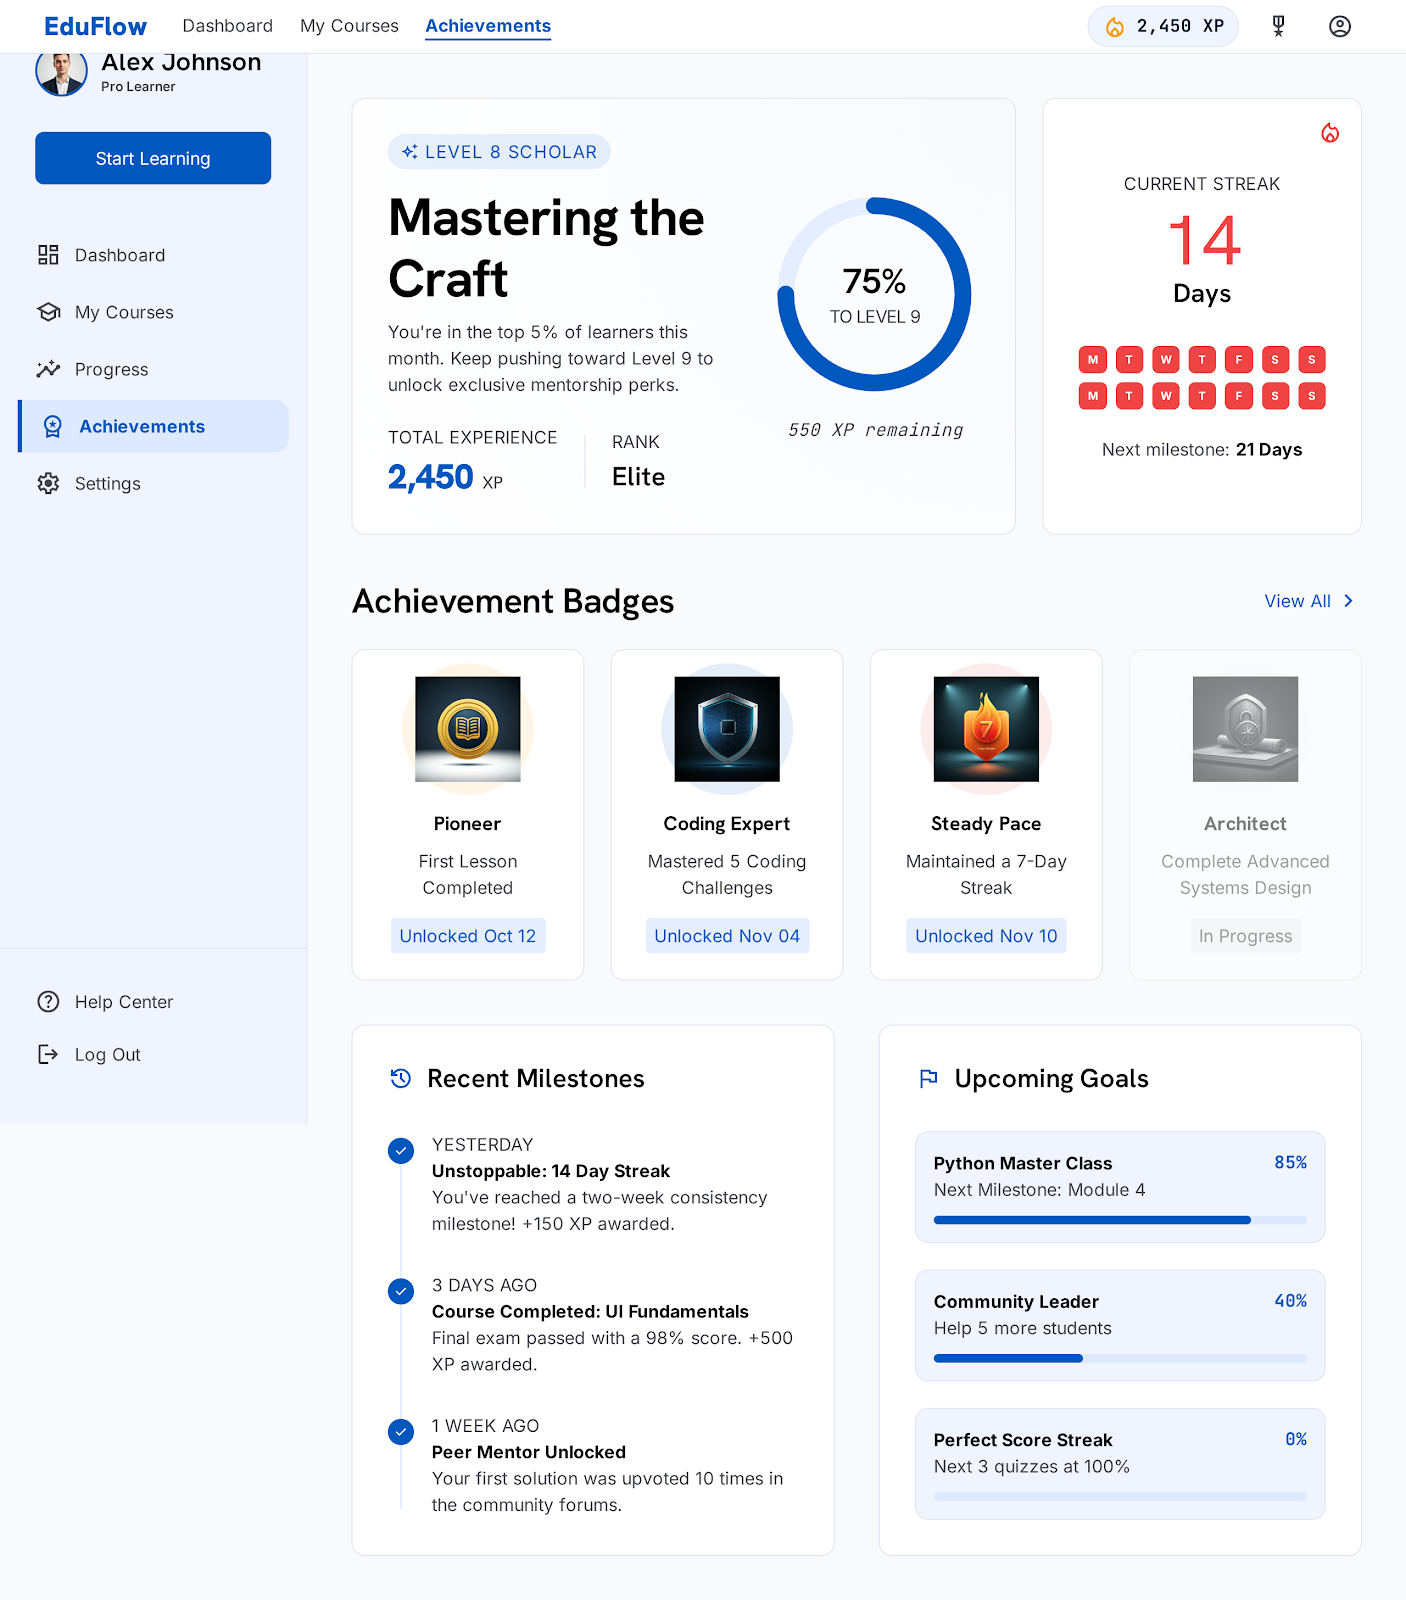 EduFlow
Dashboard
My Courses
Achievements
2,450 XP
Alex Johnson
Pro Learner
Start Learning
Dashboard
My Courses
Progress
Achievements
Settings
Help Center
Log Out
LEVEL 8 SCHOLAR
Mastering the
Craft
You're in the top 5% of learners this
month. Keep pushing toward Level 9 to
unlock exclusive mentorship perks.
TOTAL EXPERIENCE
2,450 XP
RANK
Elite
75%
TO LEVEL 9
550 XP remaining
CURRENT STREAK
14
Days
M T W T F S S
M T W T F S S
Next milestone: 21 Days
Achievement Badges
View All
Pioneer
First Lesson
Completed
Unlocked Oct 12
Coding Expert
Mastered 5 Coding
Challenges
Unlocked Nov 04
7
Steady Pace
Maintained a 7-Day
Streak
Unlocked Nov 10
Architect
Complete Advanced
Systems Design
In Progress
Recent Milestones
YESTERDAY
Unstoppable: 14 Day Streak
You've reached a two-week consistency
milestone! +150 XP awarded.
3 DAYS AGO
Course Completed: UI Fundamentals
Final exam passed with a 98% score. +500
XP awarded.
1 WEEK AGO
Peer Mentor Unlocked
Your first solution was upvoted 10 times in
the community forums.
Upcoming Goals
Python Master Class
85%
Next Milestone: Module 4
Community Leader
40%
Help 5 more students
Perfect Score Streak
0%
Next 3 quizzes at 100%